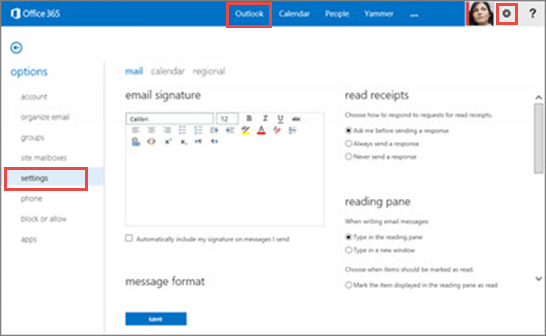 Office 365
Outlook Calendar People Yammer ... ?
options
account
organize email
groups
site mailboxes
settings
phone
block or allow
apps
mail calendar regional
email signature
Calibri 12 B I U abc
Automatically include my signature on messages I send
message format
save
read receipts
Choose how to respond to requests for read receipts.
Ask me before sending a response
Always send a response
Never send a response
reading pane
When writing email messages:
Type in the reading pane
Type in a new window
Choose when items should be marked as read.
Mark the item displayed in the reading pane as read